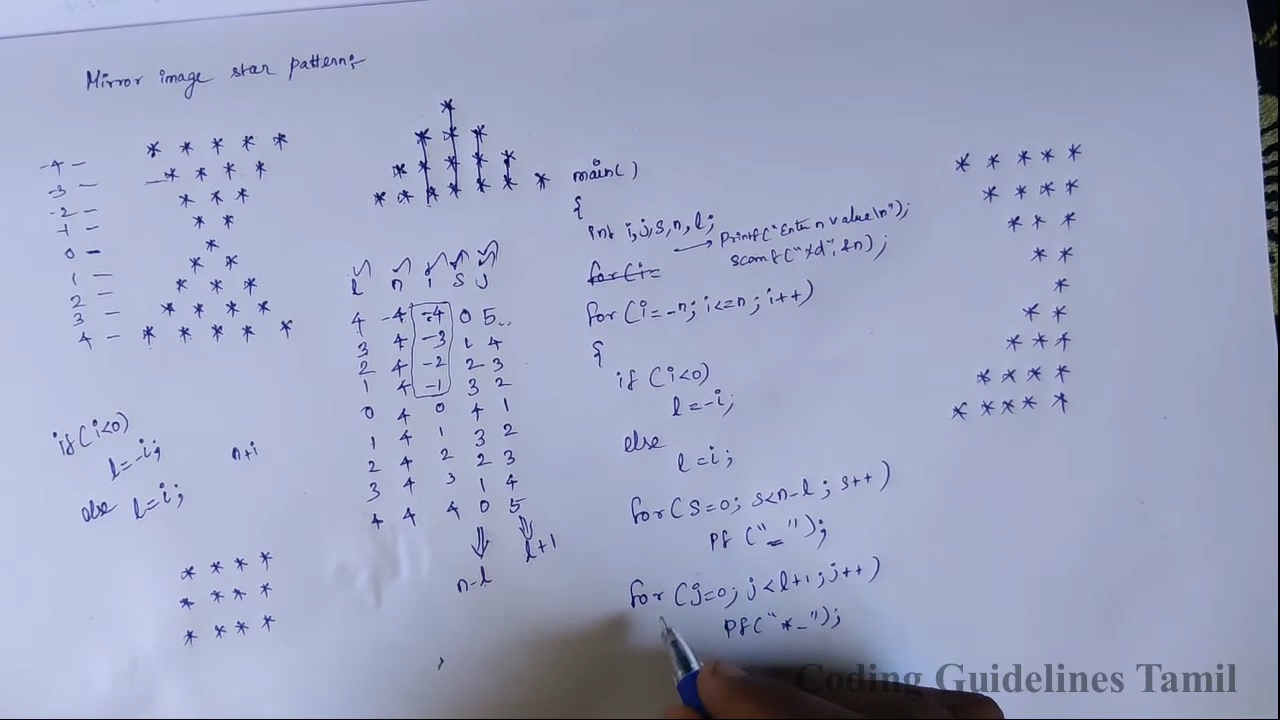 Mirror image star pattern:
-4 - * * * * *
-3 - - * * * *
-2 - * * *
-1 - * *
0 - *
1 - * *
2 - * * *
3 - * * * *
4 - * * * * *
if(i<0)
l=-i;
else l=i;
n+i
* * * *
* * * *
* * * *
*
* * *
* * * * *
* * * * * * *
l n i s j
4 -4 -4 0 5..
3 4 -3 1 4
2 4 -2 2 3
1 4 -1 3 2
0 4 0 4 1
1 4 1 3 2
2 4 2 2 3
3 4 3 1 4
4 4 4 0 5
n-l l+1
main()
{
int i,j,s,n,l;
printf("Enter n value\n");
scanf("%d",&n);
for(i=
for(i=-n; i<=n; i++)
{
if (i<0)
l=-i;
else
l=i;
for(s=0; s<n-l; s++)
pf ("_");
for(j=0; j<l+1; j++)
pf("*_");
* * * * *
* * * *
* * *
* *
*
* *
* * *
* * * *
* * * * *
Coding Guidelines Tamil